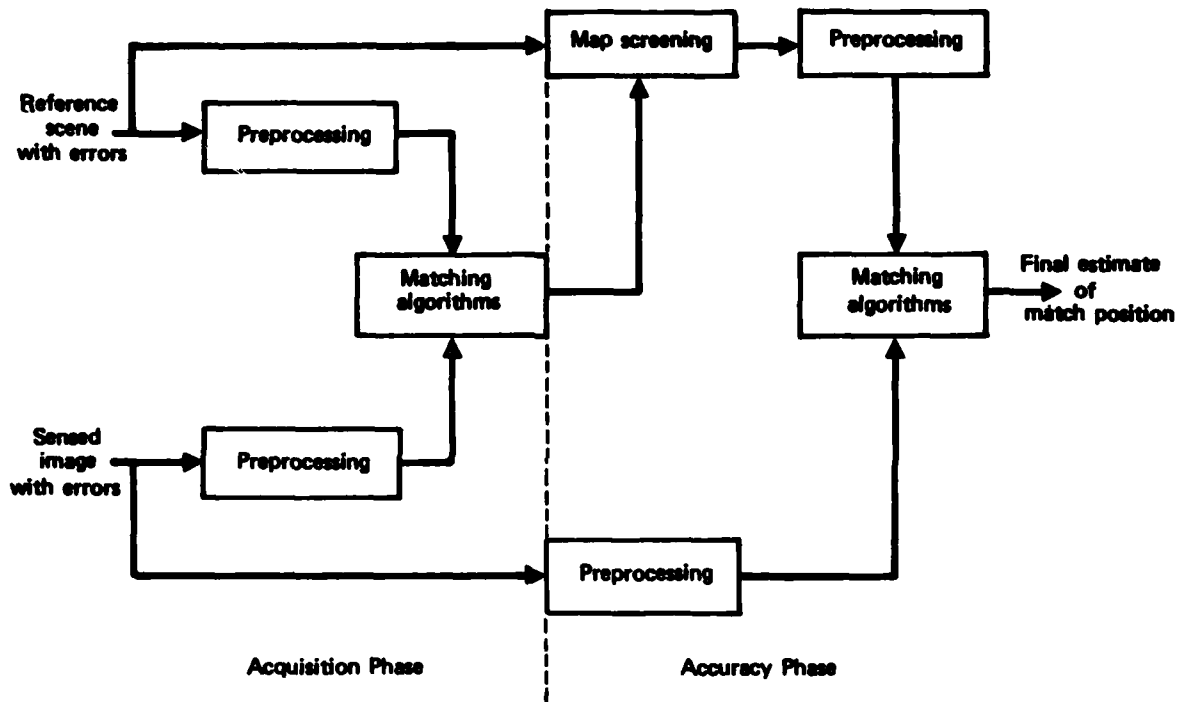 Map screening
Preprocessing
Reference
scene
with errors
Preprocessing
Matching
algorithms
Matching
algorithms
Final estimate
of
match position
Sensed
image
with errors
Preprocessing
Preprocessing
Acquisition Phase
Accuracy Phase